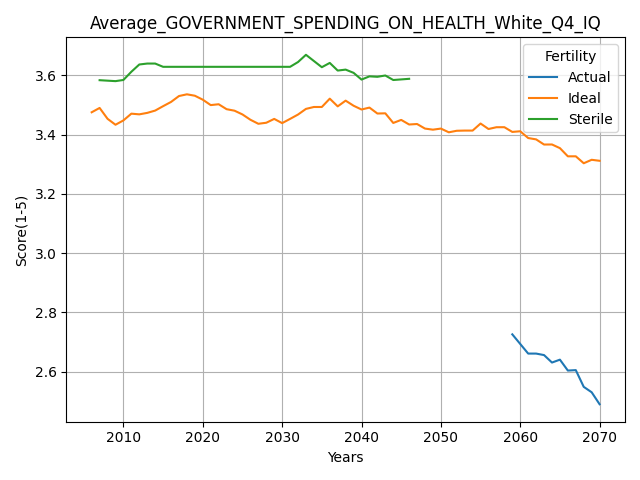 Average_GOVERNMENT_SPENDING_ON_HEALTH_White_Q4_IQ
Fertility
Actual
Ideal
Sterile
Score(1-5)
3.6
3.4
3.2
3.0
2.8
2.6
2010 2020 2030 2040 2050 2060 2070
Years